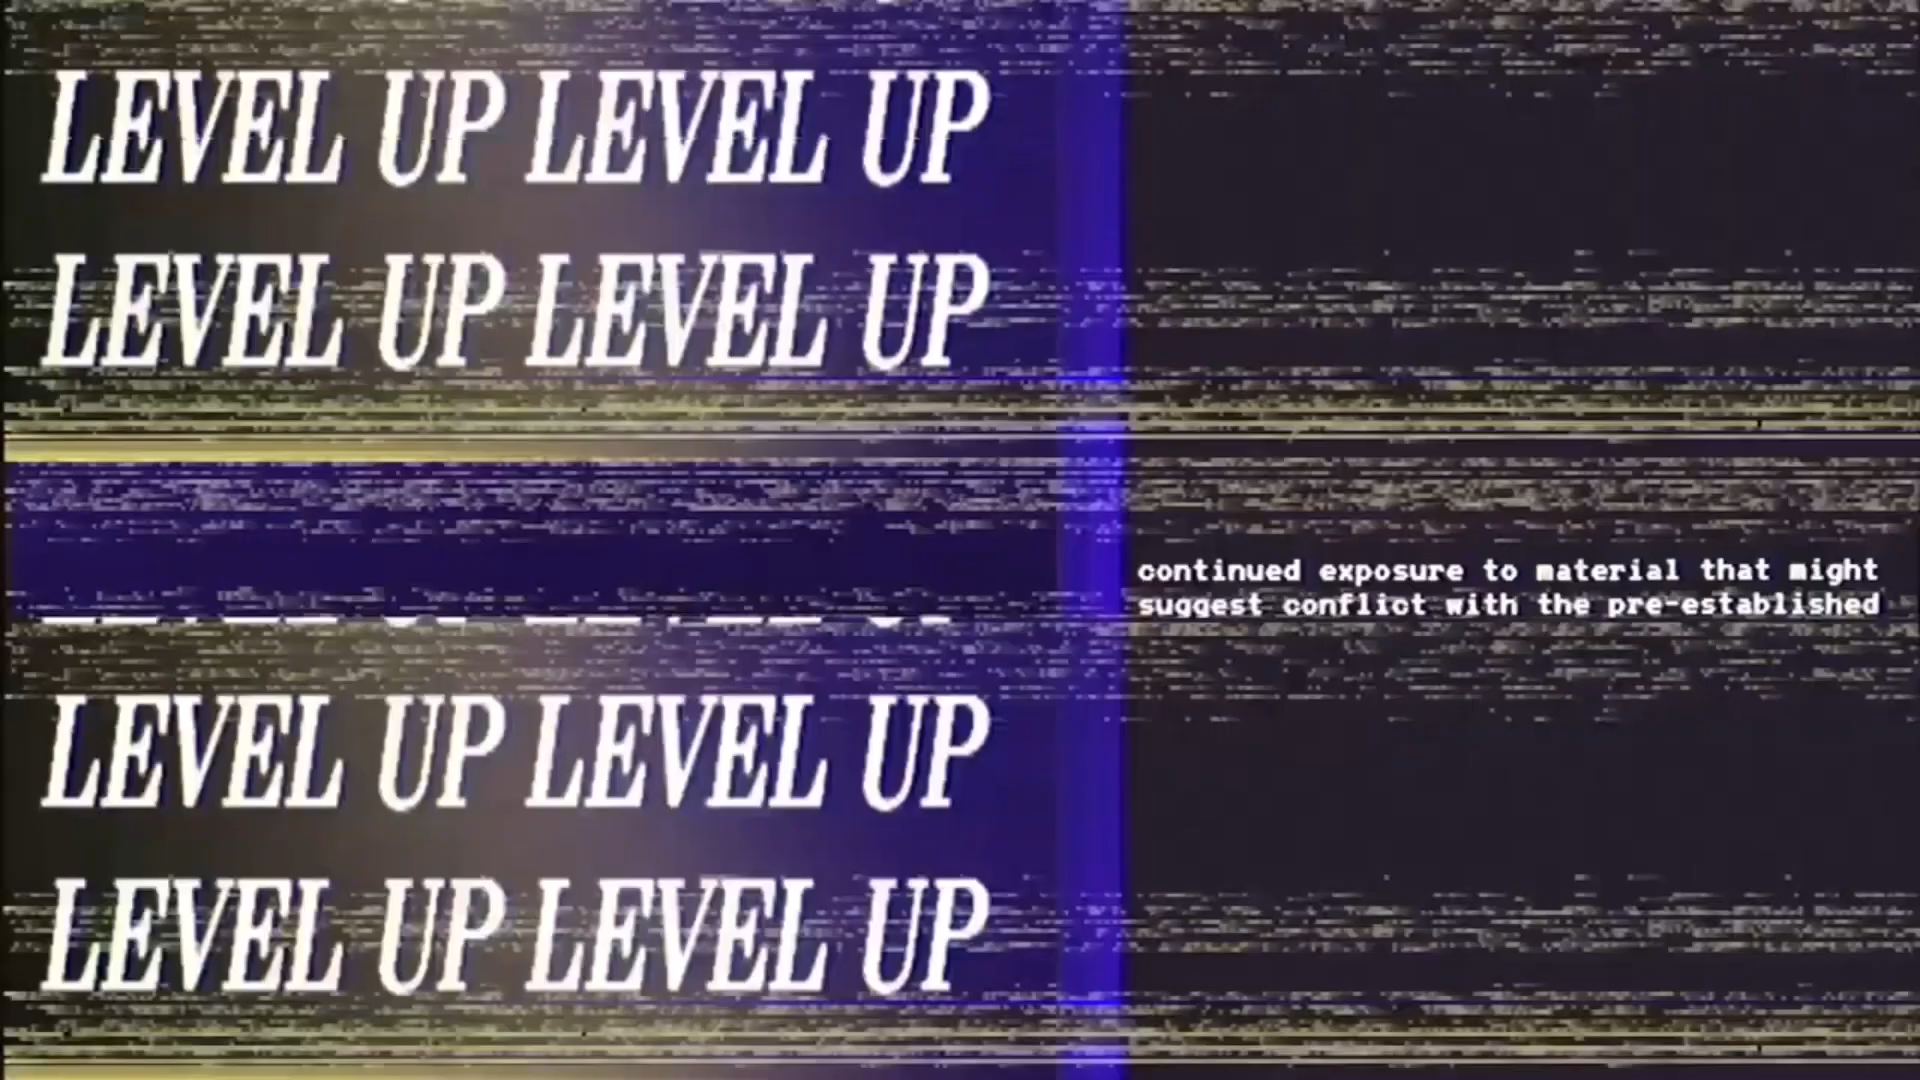 LEVEL UP LEVEL UP
LEVEL UP LEVEL UP
continued exposure to material that might
suggest conflict with the pre-established
LEVEL UP LEVEL UP
LEVEL UP LEVEL UP